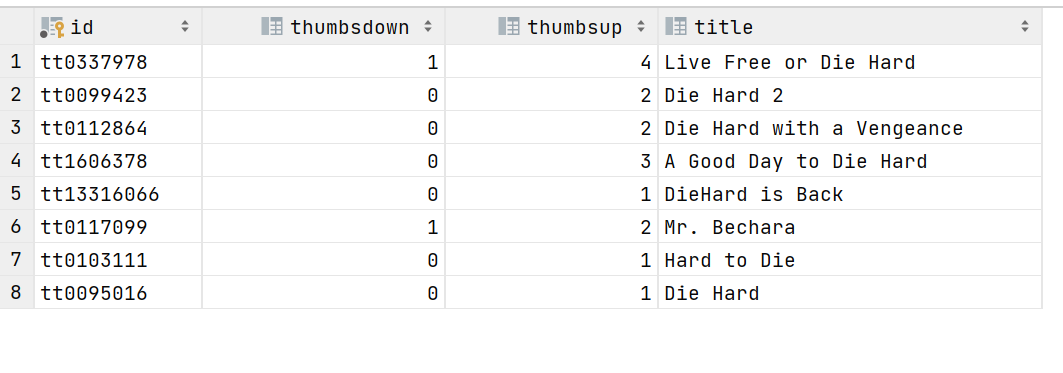 id thumbsdown thumbsup title
1 tt0337978 1 4 Live Free or Die Hard
2 tt0099423 0 2 Die Hard 2
3 tt0112864 0 2 Die Hard with a Vengeance
4 tt1606378 0 3 A Good Day to Die Hard
5 tt13316066 0 1 DieHard is Back
6 tt0117099 1 2 Mr. Bechara
7 tt0103111 0 1 Hard to Die
8 tt0095016 0 1 Die Hard